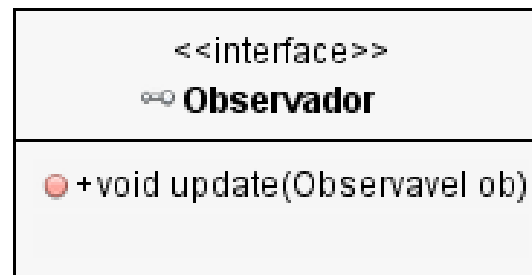 <<interface>>
Observador
+void update(Observavel ob)